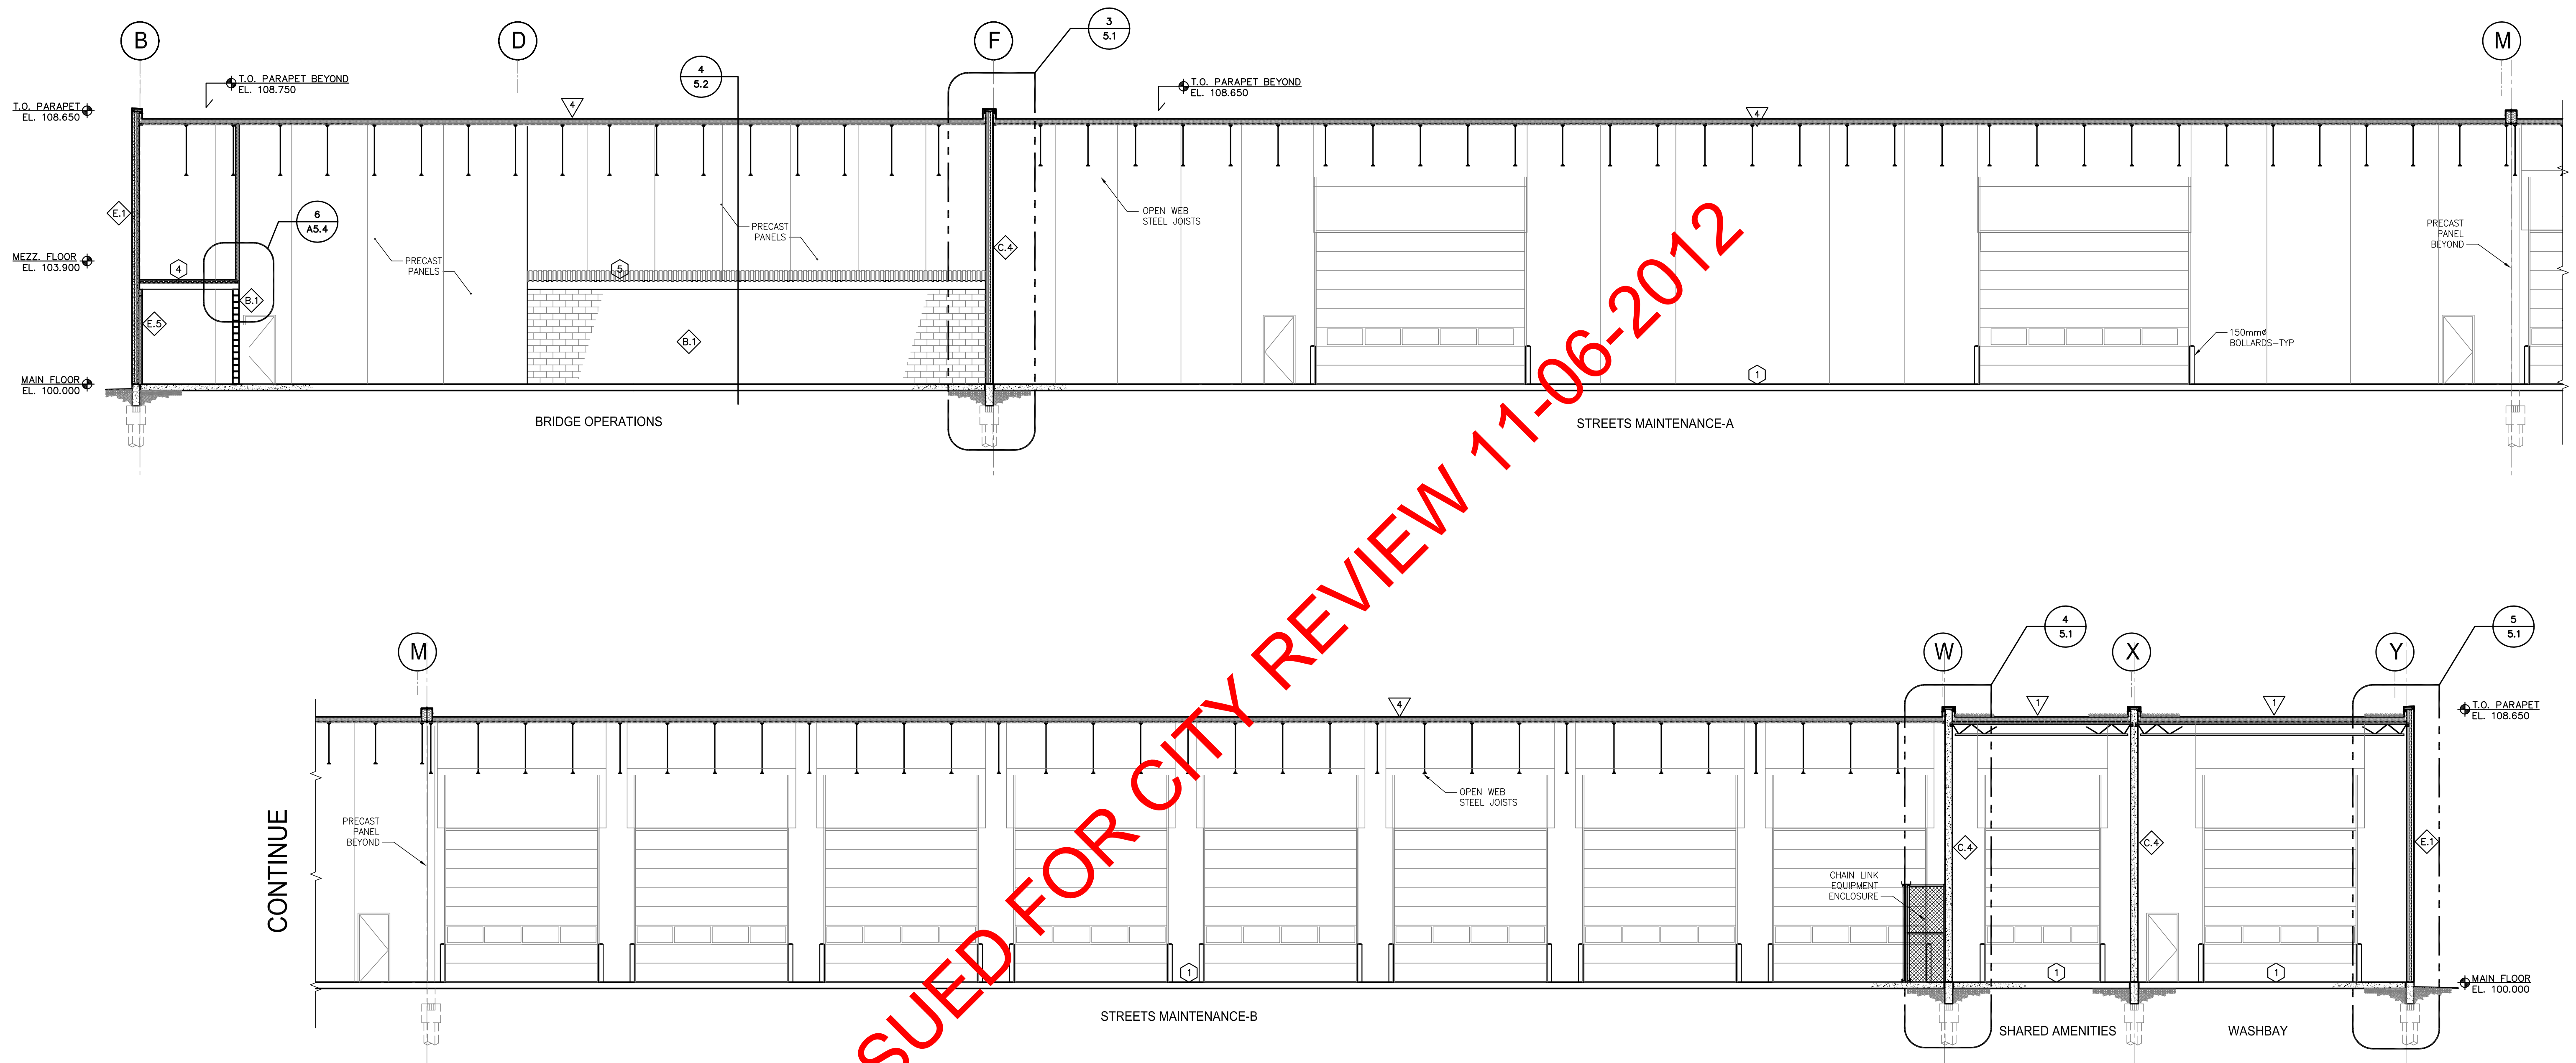 B
D
F
3
5.1
M
4
5.2
T.O. PARAPET BEYOND
EL. 108.750
T.O. PARAPET BEYOND
EL. 108.650
T.O. PARAPET
EL. 108.650
4
4
E.1
6
A5.4
PRECAST
PANELS
OPEN WEB
STEEL JOISTS
PRECAST
PANEL
BEYOND
C.4
MEZZ. FLOOR
EL. 103.900
4
PRECAST
PANELS
5
B.1
E.5
B.1
150mmø
BOLLARDS-TYP
1
MAIN FLOOR
EL. 100.000
BRIDGE OPERATIONS
STREETS MAINTENANCE-A
SUED FOR CITY REVIEW 11-06-2012
M
W
4
5.1
X
Y
5
5.1
4
1
1
T.O. PARAPET
EL. 108.650
CONTINUE
PRECAST
PANEL
BEYOND
OPEN WEB
STEEL JOISTS
C.4
C.4
E.1
CHAIN LINK
EQUIPMENT
ENCLOSURE
1
1
1
MAIN FLOOR
EL. 100.000
STREETS MAINTENANCE-B
SHARED AMENITIES
WASHBAY